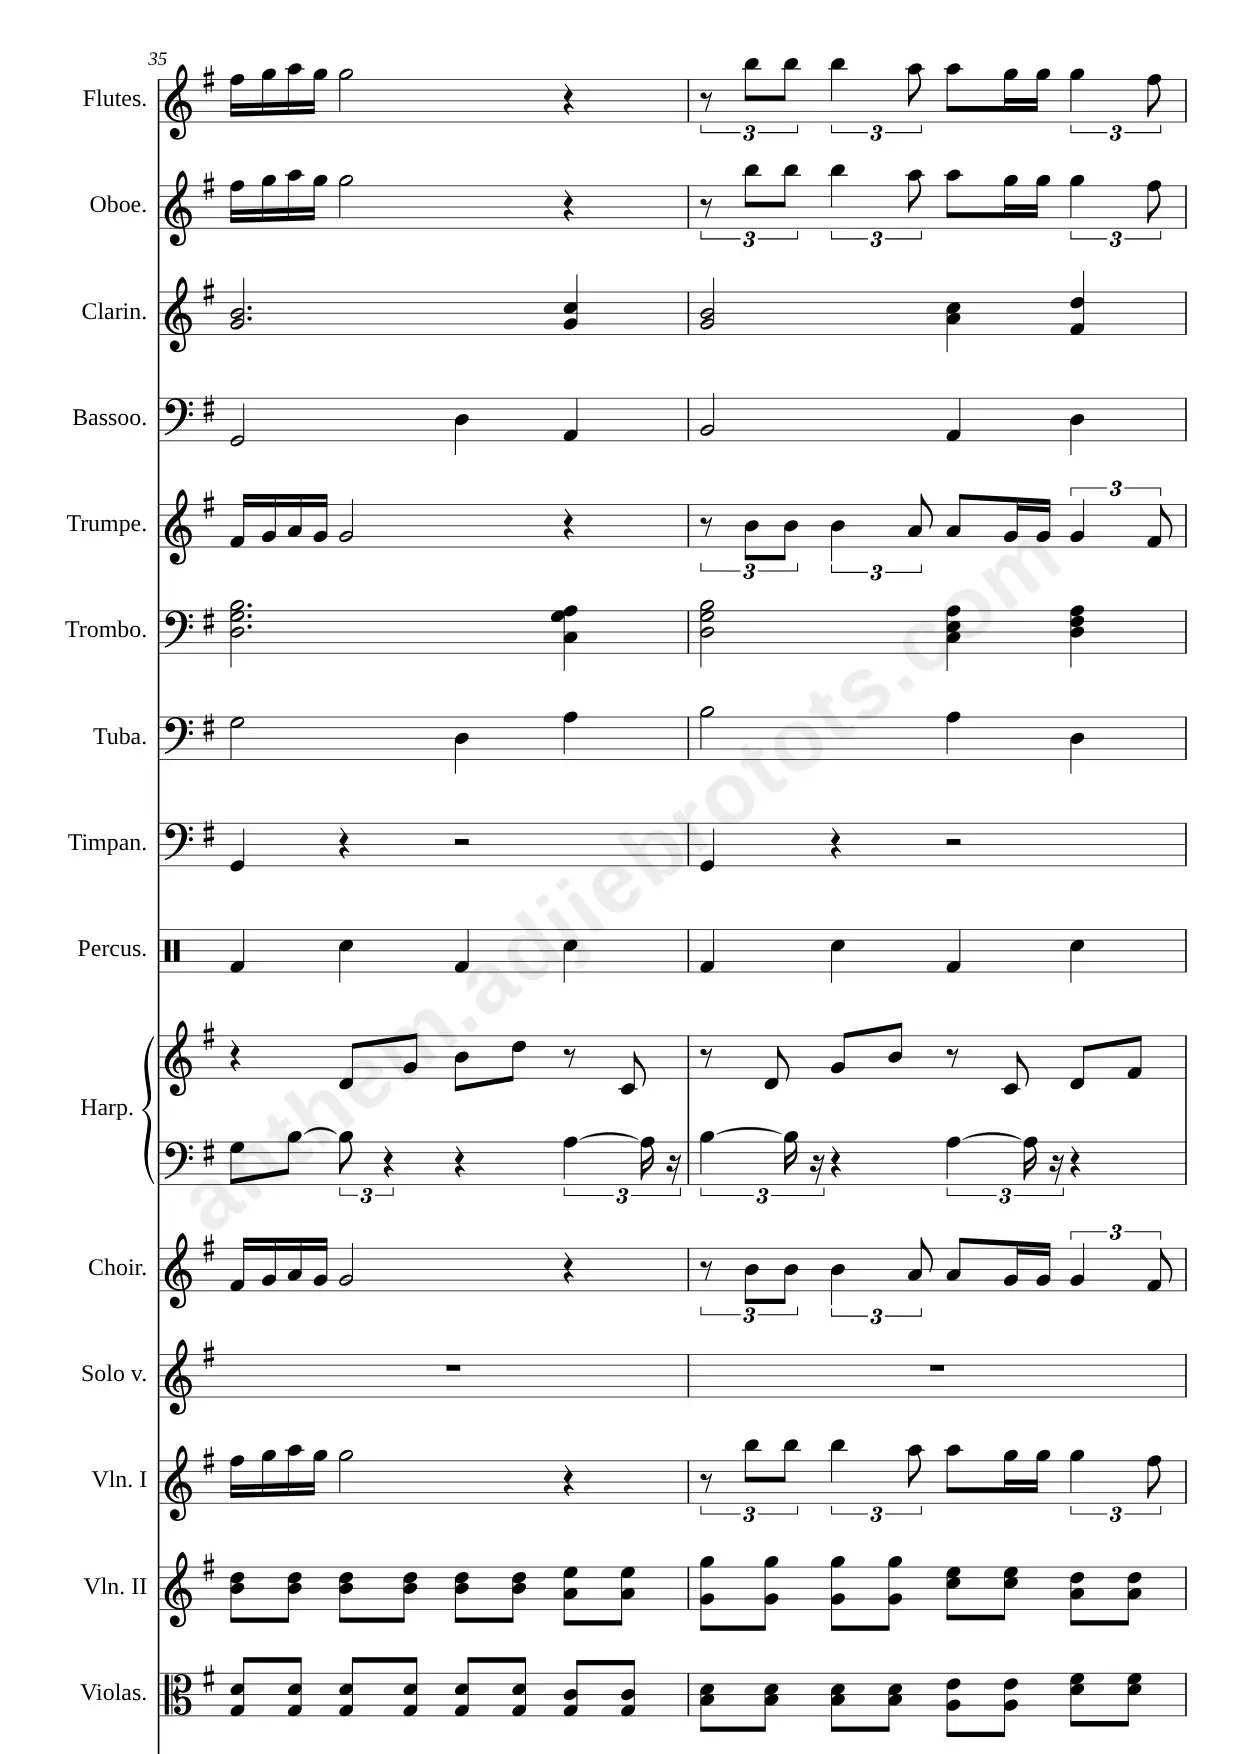 35
Flutes.
3 3 3
Oboe.
3 3 3
Clarin.
Bassoo.
Trumpe.
3
3 3
Trombo.
Tuba.
Timpan.
Percus.
Harp.
3 3 3 3
Choir.
3
3 3
Solo v.
Vln. I
3 3 3
Vln. II
Violas.
anthem.adjiebrotots.com